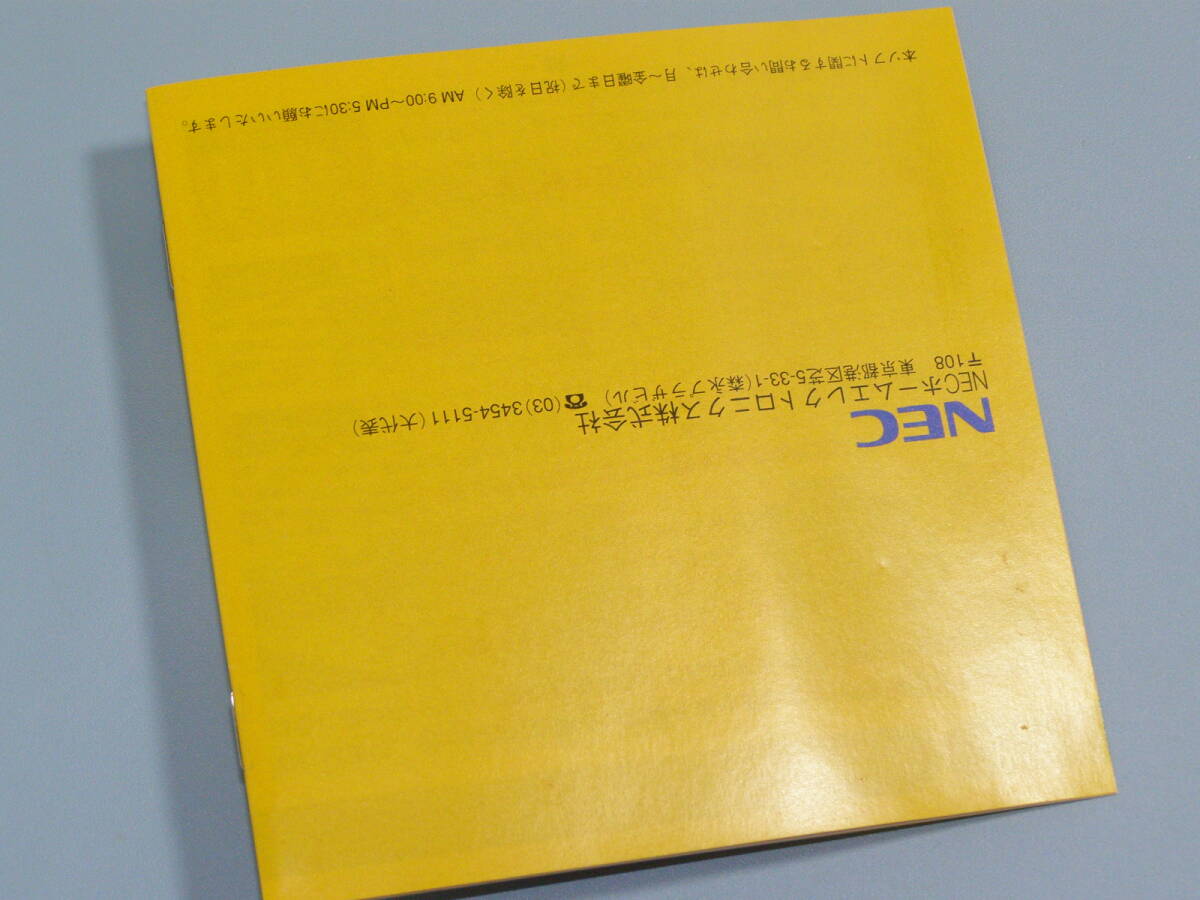 NEC
NECホームエレクトロニクス株式会社
〒108 東京都港区芝5-33-1(森永プラザビル) ☎(03)3454-5111(大代表)
本ソフトに関するお問い合わせは、月〜金曜日まで(祝日を除く) AM 9:00〜PM 5:30にお願いいたします。